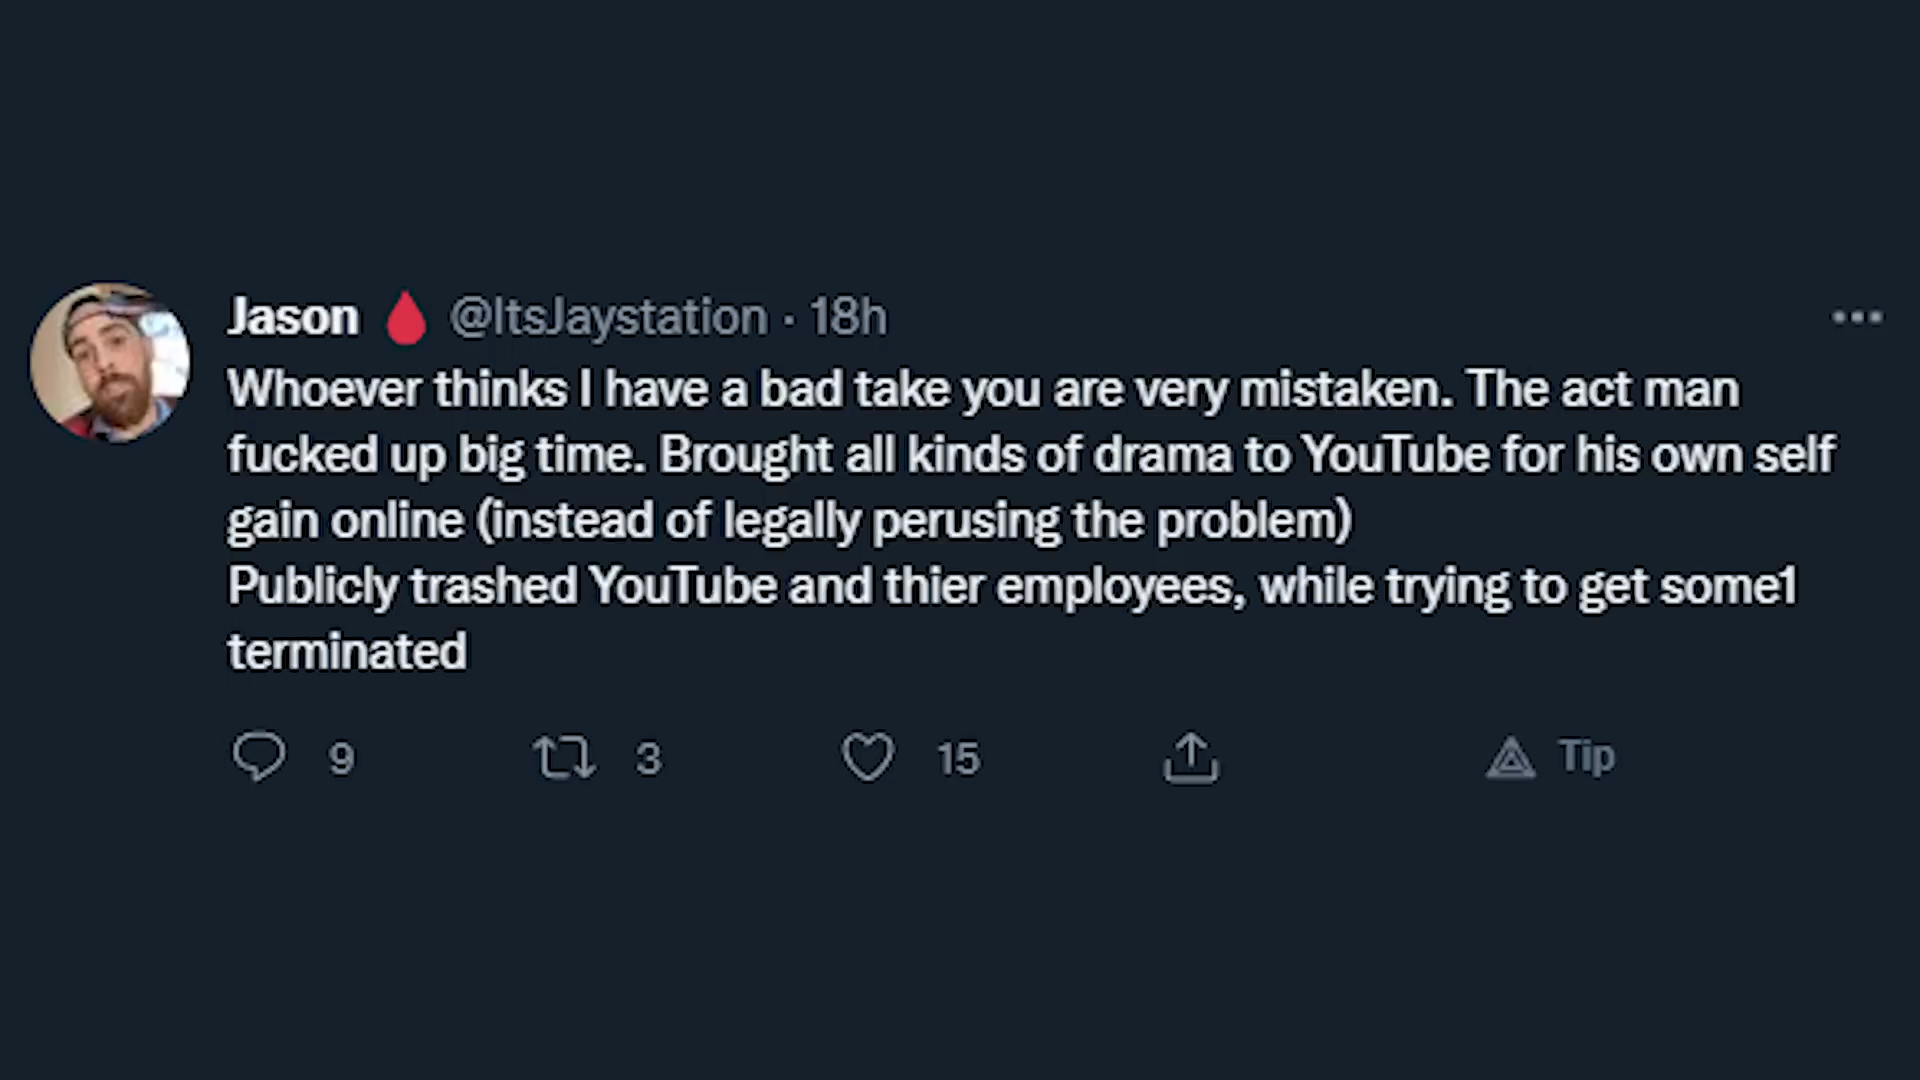 Jason @ItsJaystation · 18h
Whoever thinks I have a bad take you are very mistaken. The act man
fucked up big time. Brought all kinds of drama to YouTube for his own self
gain online (instead of legally perusing the problem)
Publicly trashed YouTube and thier employees, while trying to get some1
terminated
9 3 15 Tip